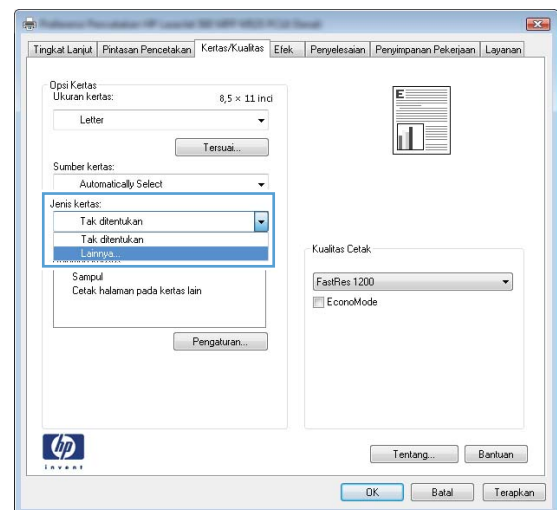 Tingkat Lanjut Pintasan Pencetakan Kertas/Kualitas Efek Penyelesaian Penyimpanan Pekerjaan Layanan
Opsi Kertas
Ukuran kertas: 8,5 × 11 inci
Letter
Tersuai...
Sumber kertas:
Automatically Select
Jenis kertas:
Tak ditentukan
Tak ditentukan
Lainnya...
Sampul
Cetak halaman pada kertas lain
Pengaturan...
E
Kualitas Cetak
FastRes 1200
EconoMode
hp
invent
Tentang... Bantuan
OK Batal Terapkan